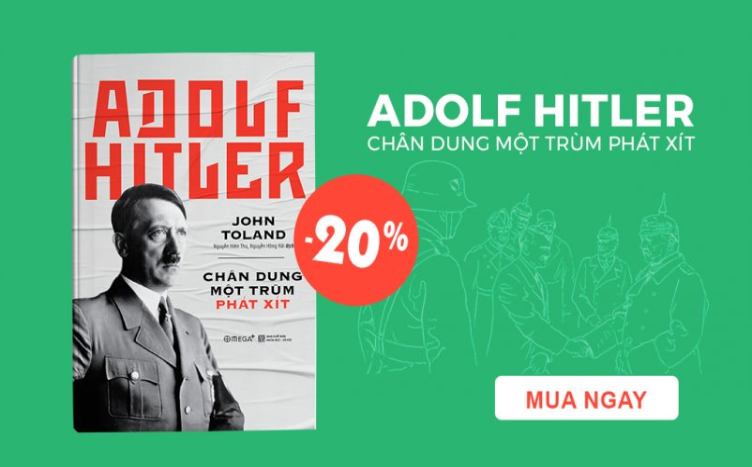 ADOLF
HITLER
JOHN
TOLAND
CHÂN DUNG
MỘT TRÙM
PHÁT XÍT
OMEGA+
-20%
ADOLF HITLER
CHÂN DUNG MỘT TRÙM PHÁT XÍT
MUA NGAY